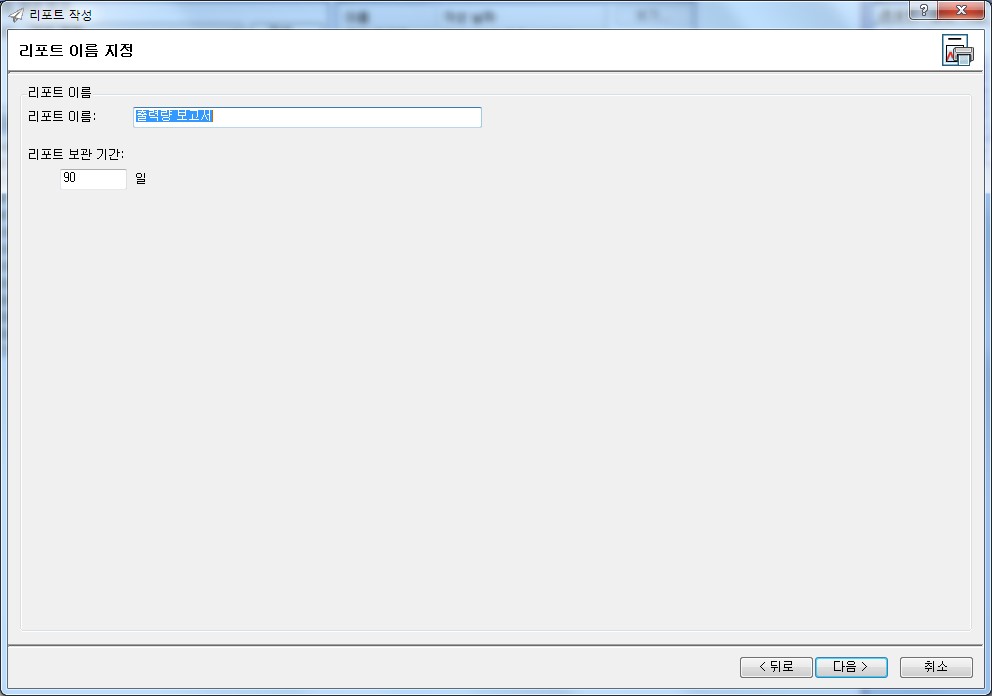 리포트 작성
리포트 이름 지정
리포트 이름
리포트 이름: 출력량 보고서
리포트 보관 기간:
90 일
< 뒤로 다음 > 취소